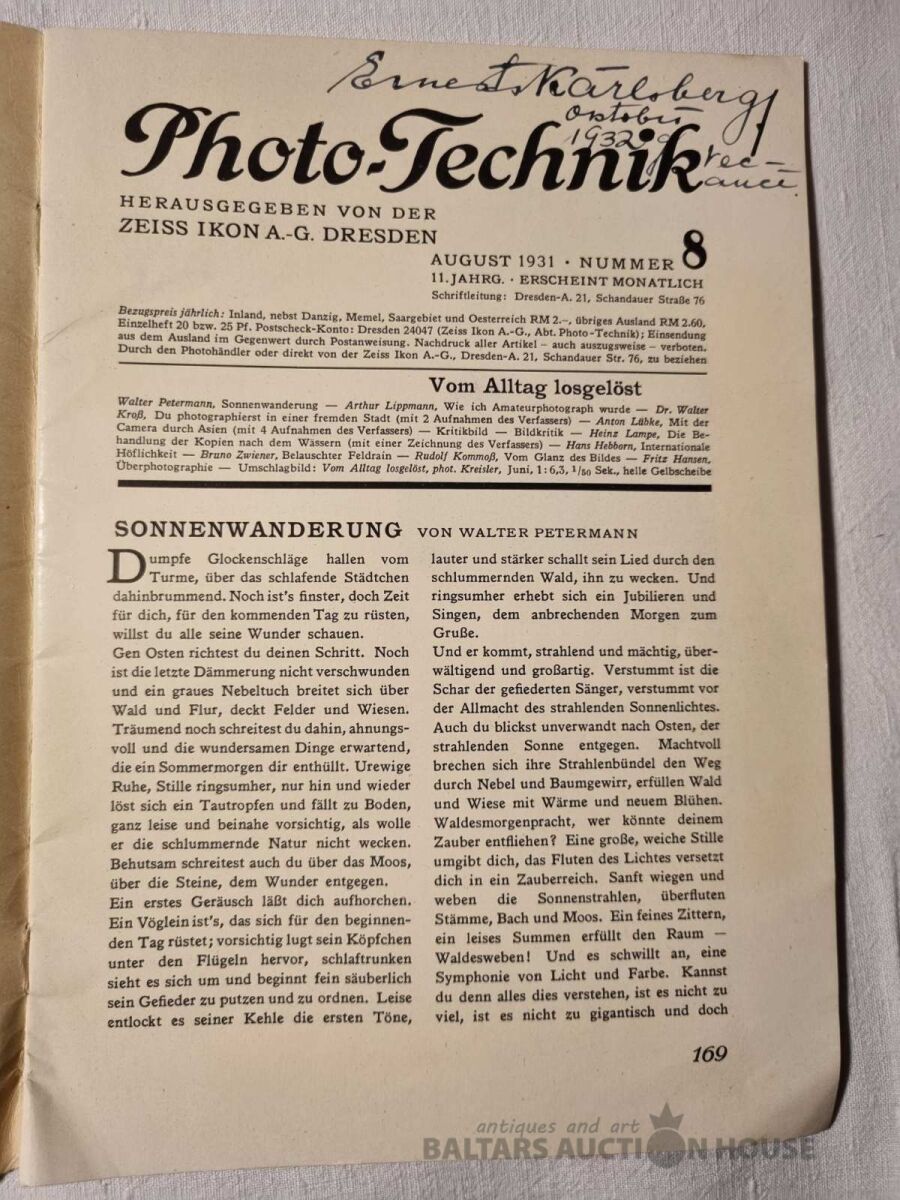 Ernests Kārlsbergs
Oktobrī
1932 g. Vec-
Photo-Technik
HERAUSGEGEBEN VON DER
ZEISS IKON A.-G. DRESDEN
AUGUST 1931 · NUMMER 8
11. JAHRG. · ERSCHEINT MONATLICH
Schriftleitung: Dresden-A. 21, Schandauer Straße 76
Bezugspreis jährlich: Inland, nebst Danzig, Memel, Saargebiet und Oesterreich RM 2.–, übriges Ausland RM 2.60,
Einzelheft 20 bzw. 25 Pf. Postscheck-Konto: Dresden 24047 (Zeiss Ikon A.-G., Abt. Photo-Technik); Einsendung
aus dem Ausland im Gegenwert durch Postanweisung. Nachdruck aller Artikel – auch auszugsweise – verboten.
Durch den Photohändler oder direkt von der Zeiss Ikon A.-G., Dresden-A. 21, Schandauer Str. 76, zu beziehen
Vom Alltag losgelöst
Walter Petermann, Sonnenwanderung — Arthur Lippmann, Wie ich Amateurphotograph wurde — Dr. Walter
Kroß, Du photographierst in einer fremden Stadt (mit 2 Aufnahmen des Verfassers) — Anton Lübke, Mit der
Camera durch Asien (mit 4 Aufnahmen des Verfassers) — Kritikbild — Bildkritik — Heinz Lampe, Die Be-
handlung der Kopien nach dem Wässern (mit einer Zeichnung des Verfassers) — Hans Hebborn, Internationale
Höflichkeit — Bruno Zwiener, Belauschter Feldrain — Rudolf Kommoß, Vom Glanz des Bildes — Fritz Hansen,
Überphotographie — Umschlagbild: Vom Alltag losgelöst, phot. Kreisler, Juni, 1:6,3, 1/50 Sek., helle Gelbscheibe
SONNENWANDERUNG VON WALTER PETERMANN
Dumpfe Glockenschläge hallen vom
Turme, über das schlafende Städtchen
dahinbrummend. Noch ist's finster, doch Zeit
für dich, für den kommenden Tag zu rüsten,
willst du alle seine Wunder schauen.
Gen Osten richtest du deinen Schritt. Noch
ist die letzte Dämmerung nicht verschwunden
und ein graues Nebeltuch breitet sich über
Wald und Flur, deckt Felder und Wiesen.
Träumend noch schreitest du dahin, ahnungs-
voll und die wundersamen Dinge erwartend,
die ein Sommermorgen dir enthüllt. Urewige
Ruhe, Stille ringsumher, nur hin und wieder
löst sich ein Tautropfen und fällt zu Boden,
ganz leise und beinahe vorsichtig, als wolle
er die schlummernde Natur nicht wecken.
Behutsam schreitest auch du über das Moos,
über die Steine, dem Wunder entgegen.
Ein erstes Geräusch läßt dich aufhorchen.
Ein Vöglein ist's, das sich für den beginnen-
den Tag rüstet; vorsichtig lugt sein Köpfchen
unter den Flügeln hervor, schlaftrunken
sieht es sich um und beginnt fein säuberlich
sein Gefieder zu putzen und zu ordnen. Leise
entlockt es seiner Kehle die ersten Töne,
lauter und stärker schallt sein Lied durch den
schlummernden Wald, ihn zu wecken. Und
ringsumher erhebt sich ein Jubilieren und
Singen, dem anbrechenden Morgen zum
Gruße.
Und er kommt, strahlend und mächtig, über-
wältigend und großartig. Verstummt ist die
Schar der gefiederten Sänger, verstummt vor
der Allmacht des strahlenden Sonnenlichtes.
Auch du blickst unverwandt nach Osten, der
strahlenden Sonne entgegen. Machtvoll
brechen sich ihre Strahlenbündel den Weg
durch Nebel und Baumgewirr, erfüllen Wald
und Wiese mit Wärme und neuem Blühen.
Waldesmorgenpracht, wer könnte deinem
Zauber entfliehen? Eine große, weiche Stille
umgibt dich, das Fluten des Lichtes versetzt
dich in ein Zauberreich. Sanft wiegen und
weben die Sonnenstrahlen, überfluten
Stämme, Bach und Moos. Ein feines Zittern,
ein leises Summen erfüllt den Raum –
Waldesweben! Und es schwillt an, eine
Symphonie von Licht und Farbe. Kannst
du denn alles dies verstehen, ist es nicht zu
viel, ist es nicht zu gigantisch und doch
169
antiques and art
BALTARS AUCTION HOUSE